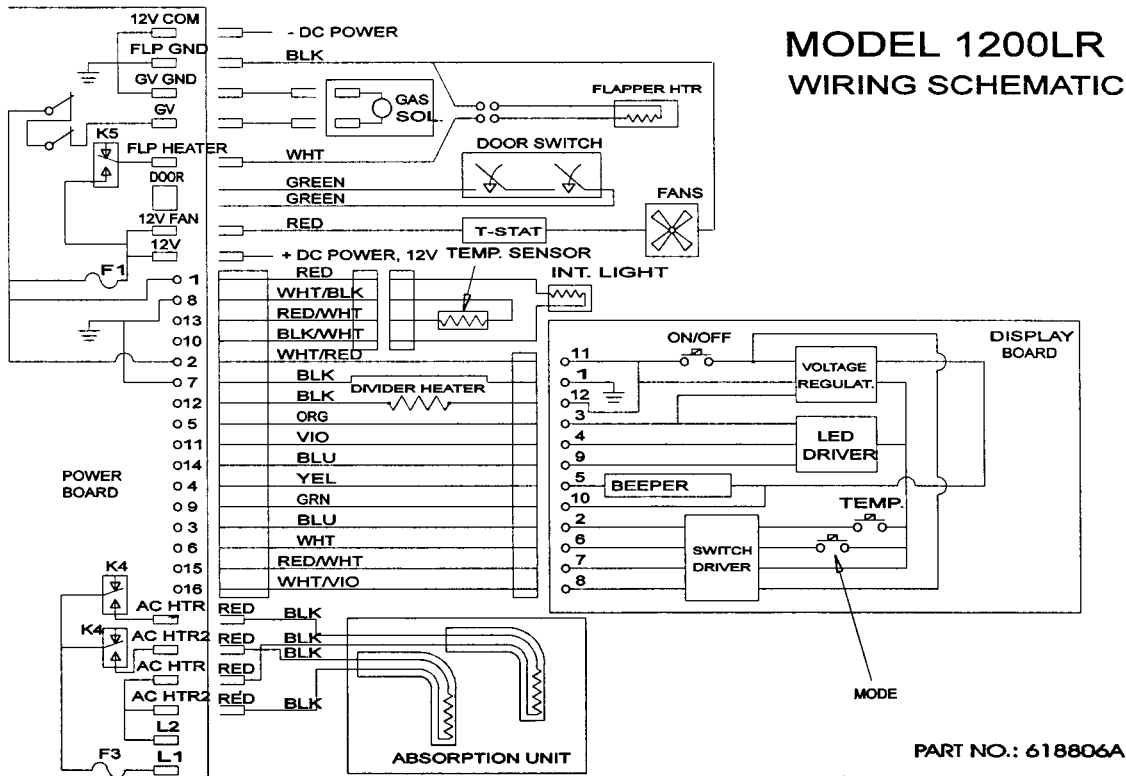 MODEL 1200LR
WIRING SCHEMATIC
12V COM
- DC POWER
FLP GND
BLK
GV GND
GAS
SOL.
FLAPPER HTR
GV
K5
FLP HEATER
WHT
DOOR SWITCH
DOOR
GREEN
GREEN
FANS
12V FAN
RED
T-STAT
12V
+ DC POWER, 12V
TEMP. SENSOR
F1
INT. LIGHT
1
RED
8
WHT/BLK
13
RED/WHT
10
BLK/WHT
2
WHT/RED
7
BLK
12
BLK
DIVIDER HEATER
5
ORG
11
VIO
14
BLU
4
YEL
9
GRN
3
BLU
6
WHT
15
RED/WHT
16
WHT/VIO
POWER
BOARD
DISPLAY
BOARD
ON/OFF
11
1
12
3
4
9
5
10
2
6
7
8
VOLTAGE
REGULAT.
LED
DRIVER
BEEPER
TEMP.
SWITCH
DRIVER
MODE
K4
AC HTR
RED
BLK
K4
AC HTR2
RED
BLK
BLK
AC HTR
RED
AC HTR2
RED
BLK
L2
F3
L1
ABSORPTION UNIT
PART NO.: 618806A